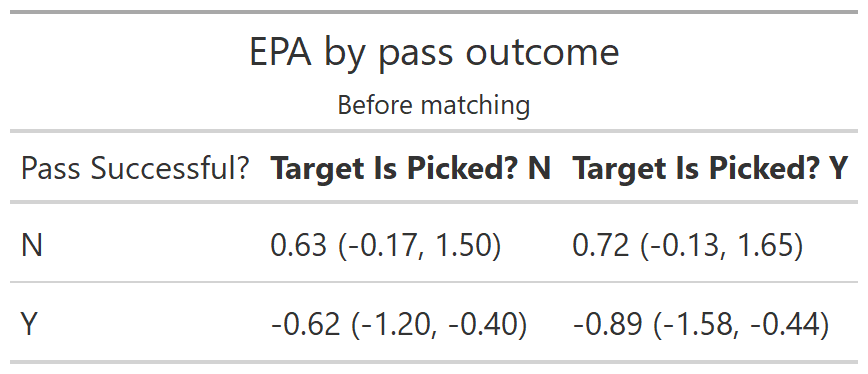 EPA by pass outcome
Before matching
Pass Successful? Target Is Picked? N Target Is Picked? Y
N 0.63 (-0.17, 1.50) 0.72 (-0.13, 1.65)
Y -0.62 (-1.20, -0.40) -0.89 (-1.58, -0.44)